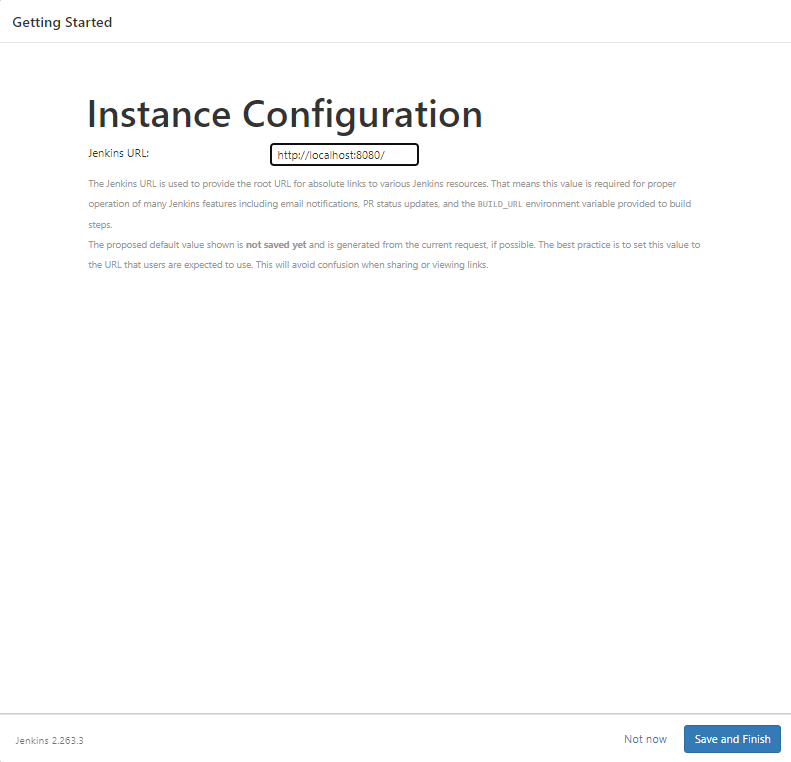 Getting Started
Instance Configuration
Jenkins URL: http://localhost:8080/
The Jenkins URL is used to provide the root URL for absolute links to various Jenkins resources. That means this value is required for proper
operation of many Jenkins features including email notifications, PR status updates, and the BUILD_URL environment variable provided to build
steps.
The proposed default value shown is not saved yet and is generated from the current request, if possible. The best practice is to set this value to
the URL that users are expected to use. This will avoid confusion when sharing or viewing links.
Jenkins 2.263.3 Not now Save and Finish